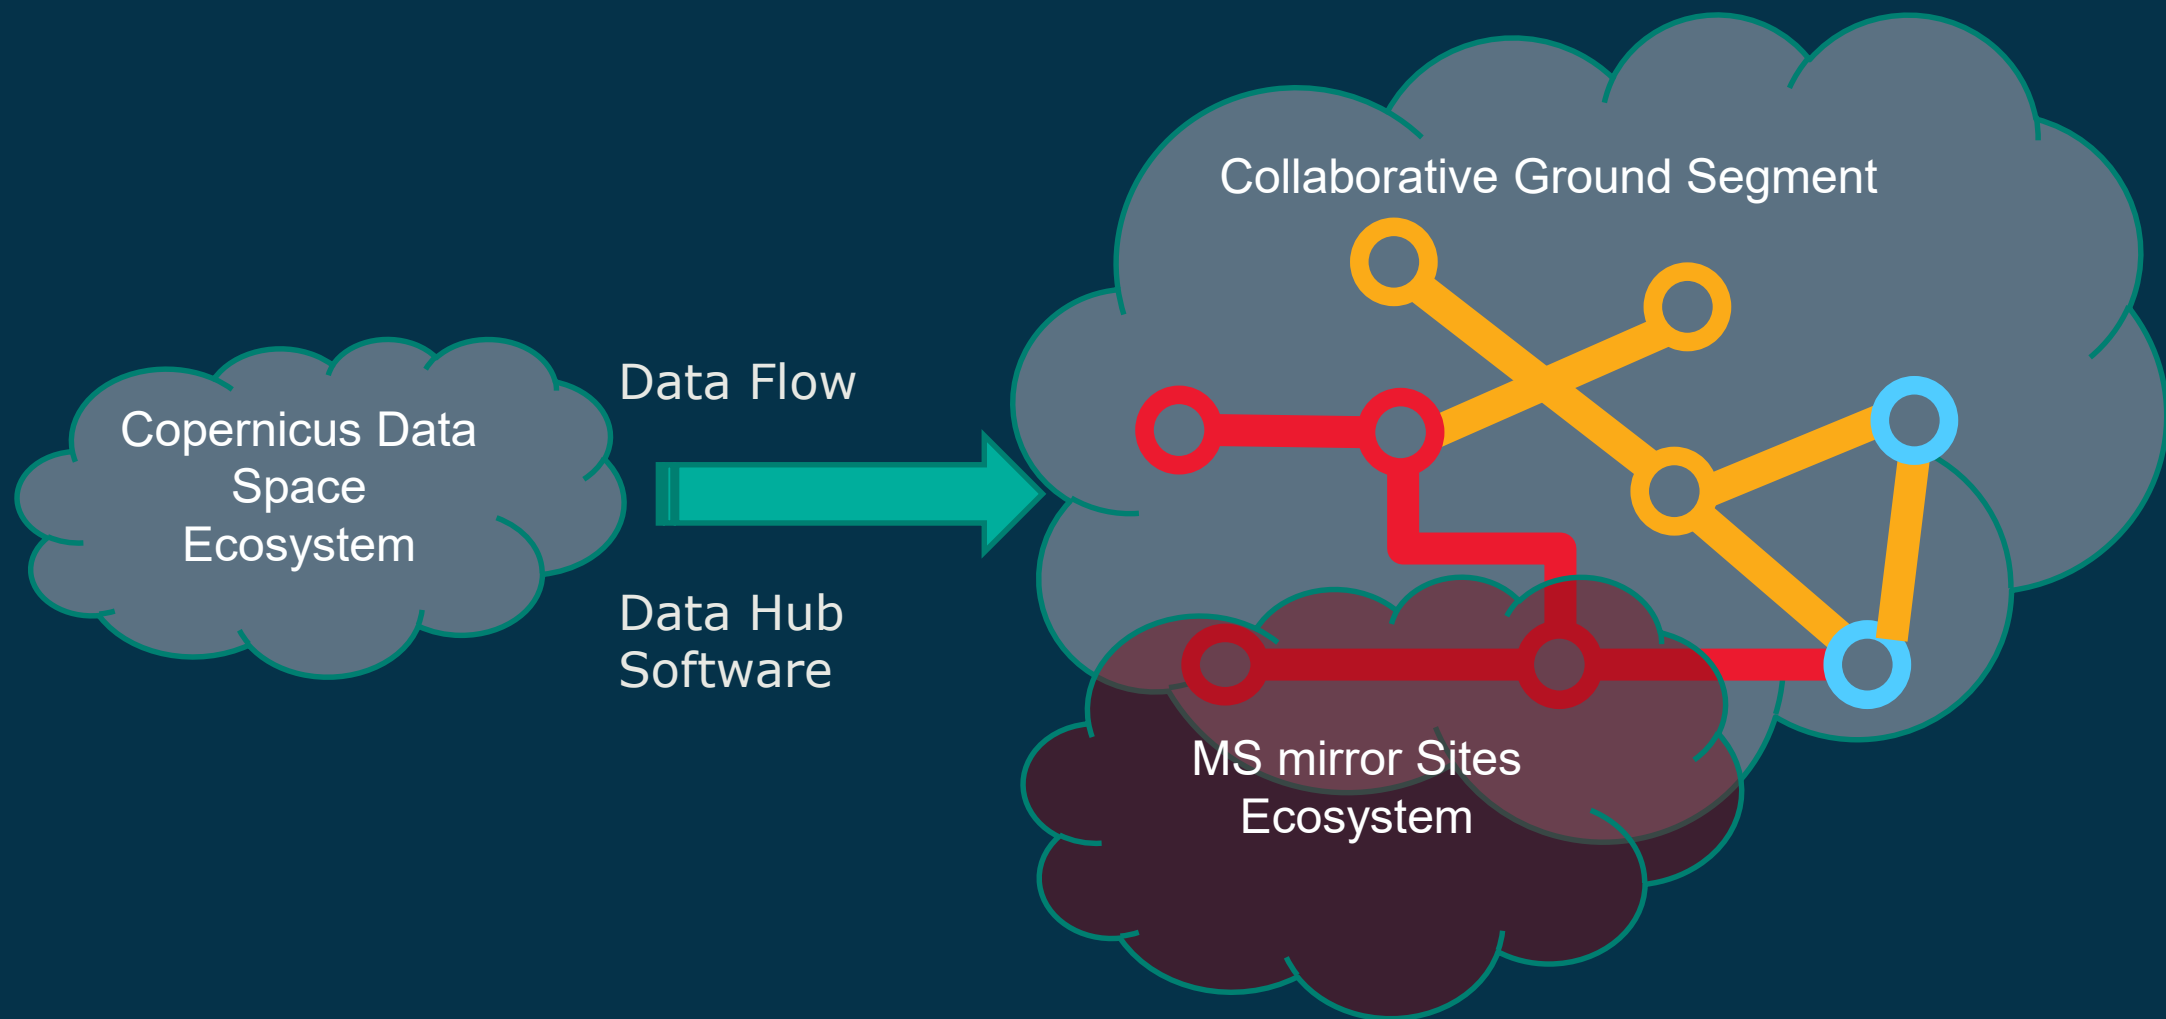 Collaborative Ground Segment
Data Flow
Copernicus Data
Space
Ecosystem
Data Hub
Software
MS mirror Sites
Ecosystem